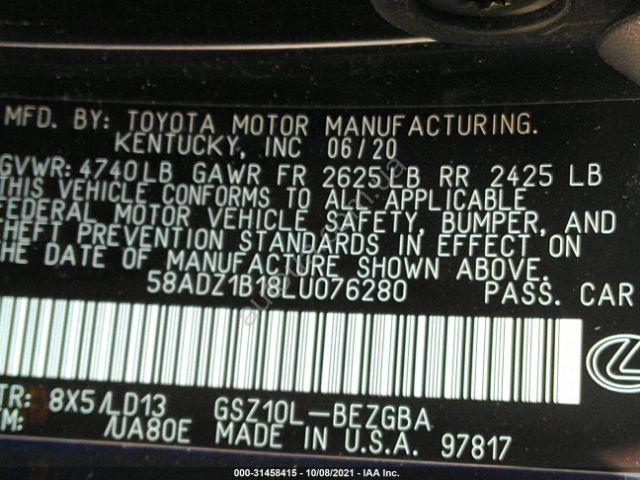 MFD. BY: TOYOTA MOTOR MANUFACTURING.
KENTUCKY, INC 06/20
GVWR: 4740LB GAWR FR 2625LB RR 2425 LB
THIS VEHICLE CONFORMS TO ALL APPLICABLE
FEDERAL MOTOR VEHICLE SAFETY, BUMPER, AND
THEFT PREVENTION STANDARDS IN EFFECT ON
THE DATE OF MANUFACTURE SHOWN ABOVE.
58ADZ1B18LU076280 PASS. CAR
TR: 8X5/LD13 GSZ10L-BEZGBA
M: /UA80E MADE IN U.S.A. 97817
000-31458415 - 10/08/2021 - IAA Inc.